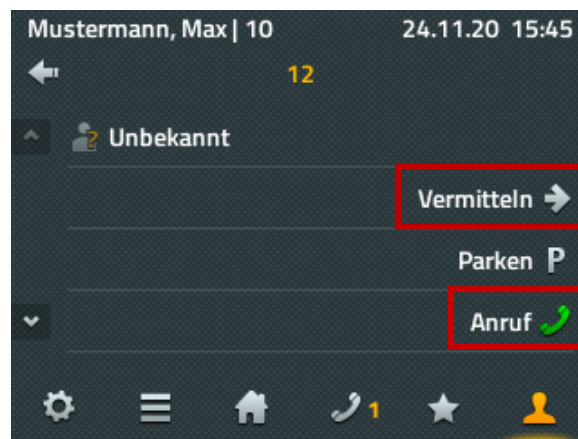 Mustermann, Max | 10 24.11.20 15:45
12
Unbekannt
Vermitteln
Parken P
Anruf
1